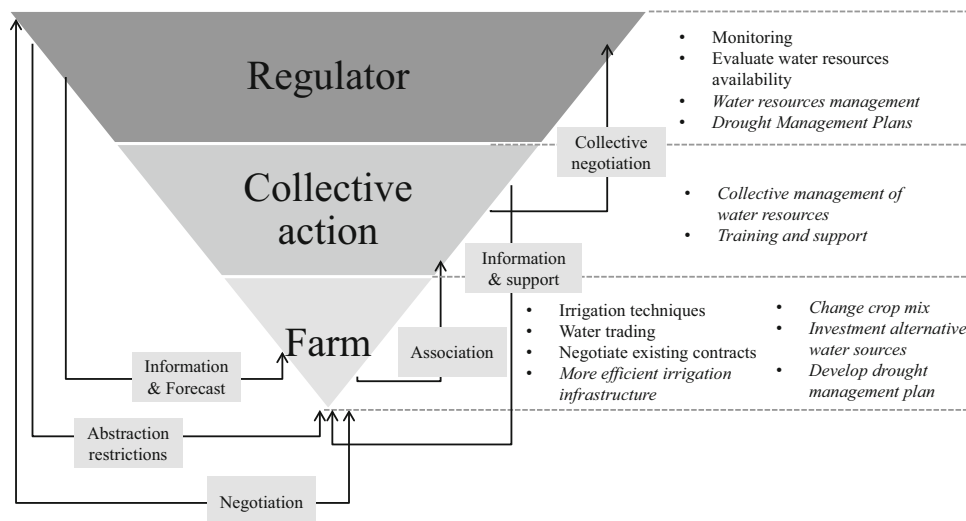 Regulator
• Monitoring
• Evaluate water resources
availability
• Water resources management
• Drought Management Plans
Collective
negotiation
Collective
action
• Collective management of
water resources
• Training and support
Information
& support
Farm
• Irrigation techniques
• Water trading
• Negotiate existing contracts
• More efficient irrigation
infrastructure
• Change crop mix
• Investment alternative
water sources
• Develop drought
management plan
Association
Information
& Forecast
Abstraction
restrictions
Negotiation